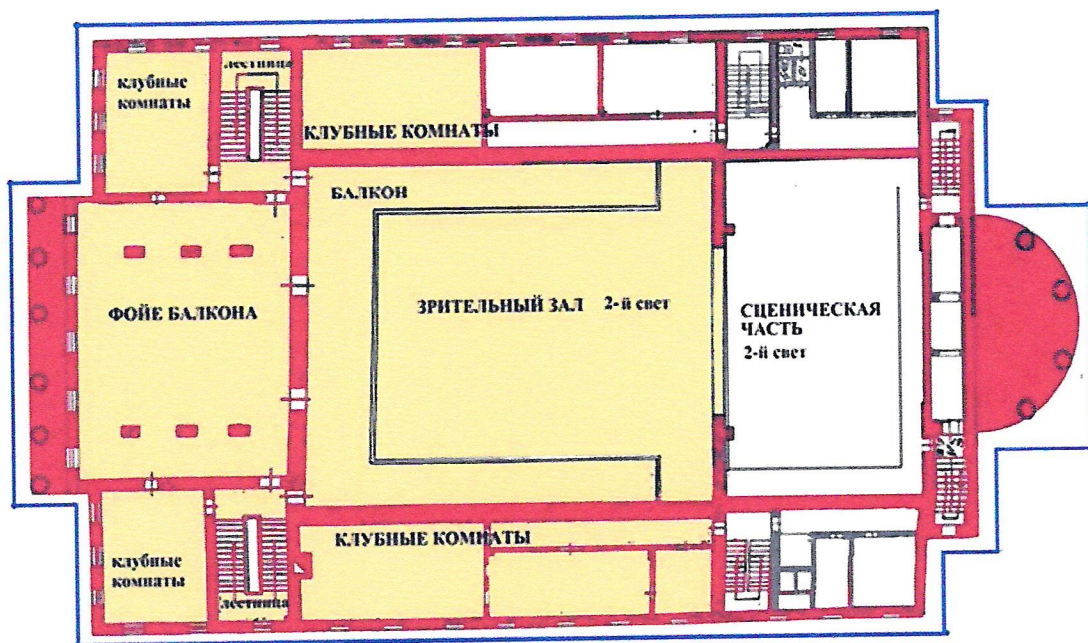 лестница
клубные
комнаты
КЛУБНЫЕ КОМНАТЫ
БАЛКОН
ФОЙЕ БАЛКОНА
ЗРИТЕЛЬНЫЙ ЗАЛ 2-й свет
СЦЕНИЧЕСКАЯ
ЧАСТЬ
2-й свет
КЛУБНЫЕ КОМНАТЫ
клубные
комнаты
лестница